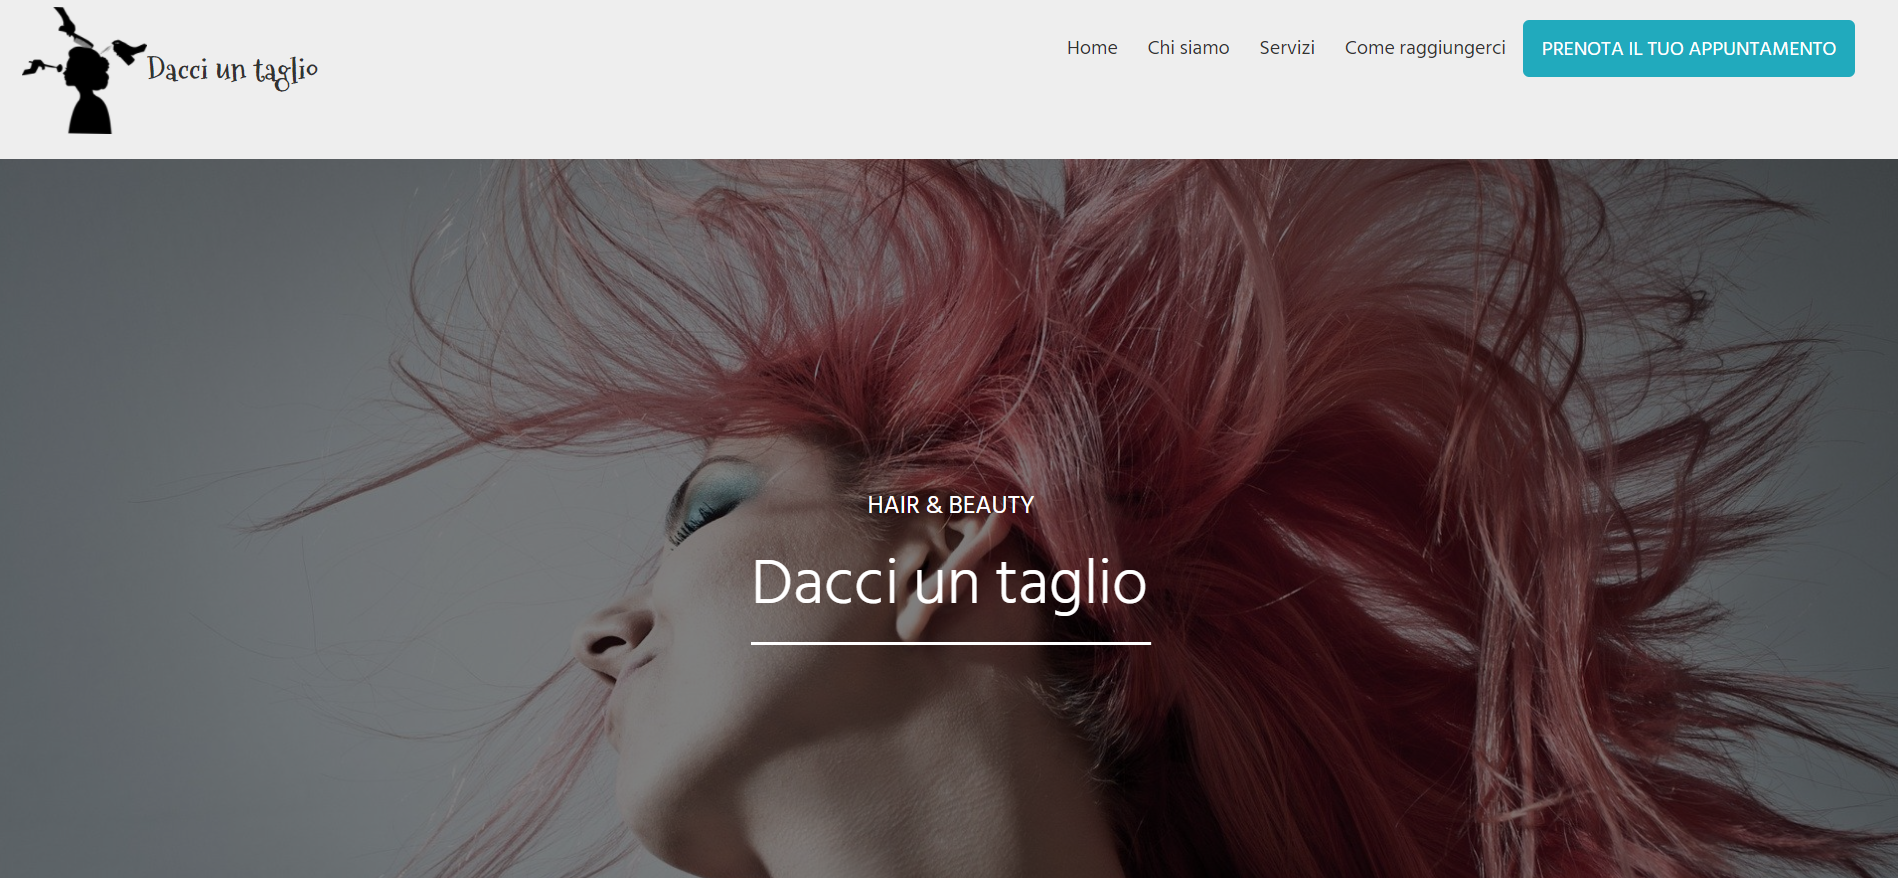 Dacci un taglio
Home Chi siamo Servizi Come raggiungerci PRENOTA IL TUO APPUNTAMENTO
HAIR & BEAUTY
Dacci un taglio